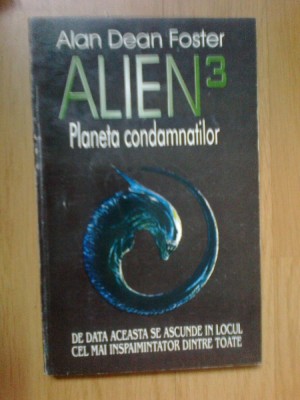 Alan Dean Foster
ALIEN³
Planeta condamnatilor
DE DATA ACEASTA SE ASCUNDE IN LOCUL
CEL MAI INSPAIMINTATOR DINTRE TOATE